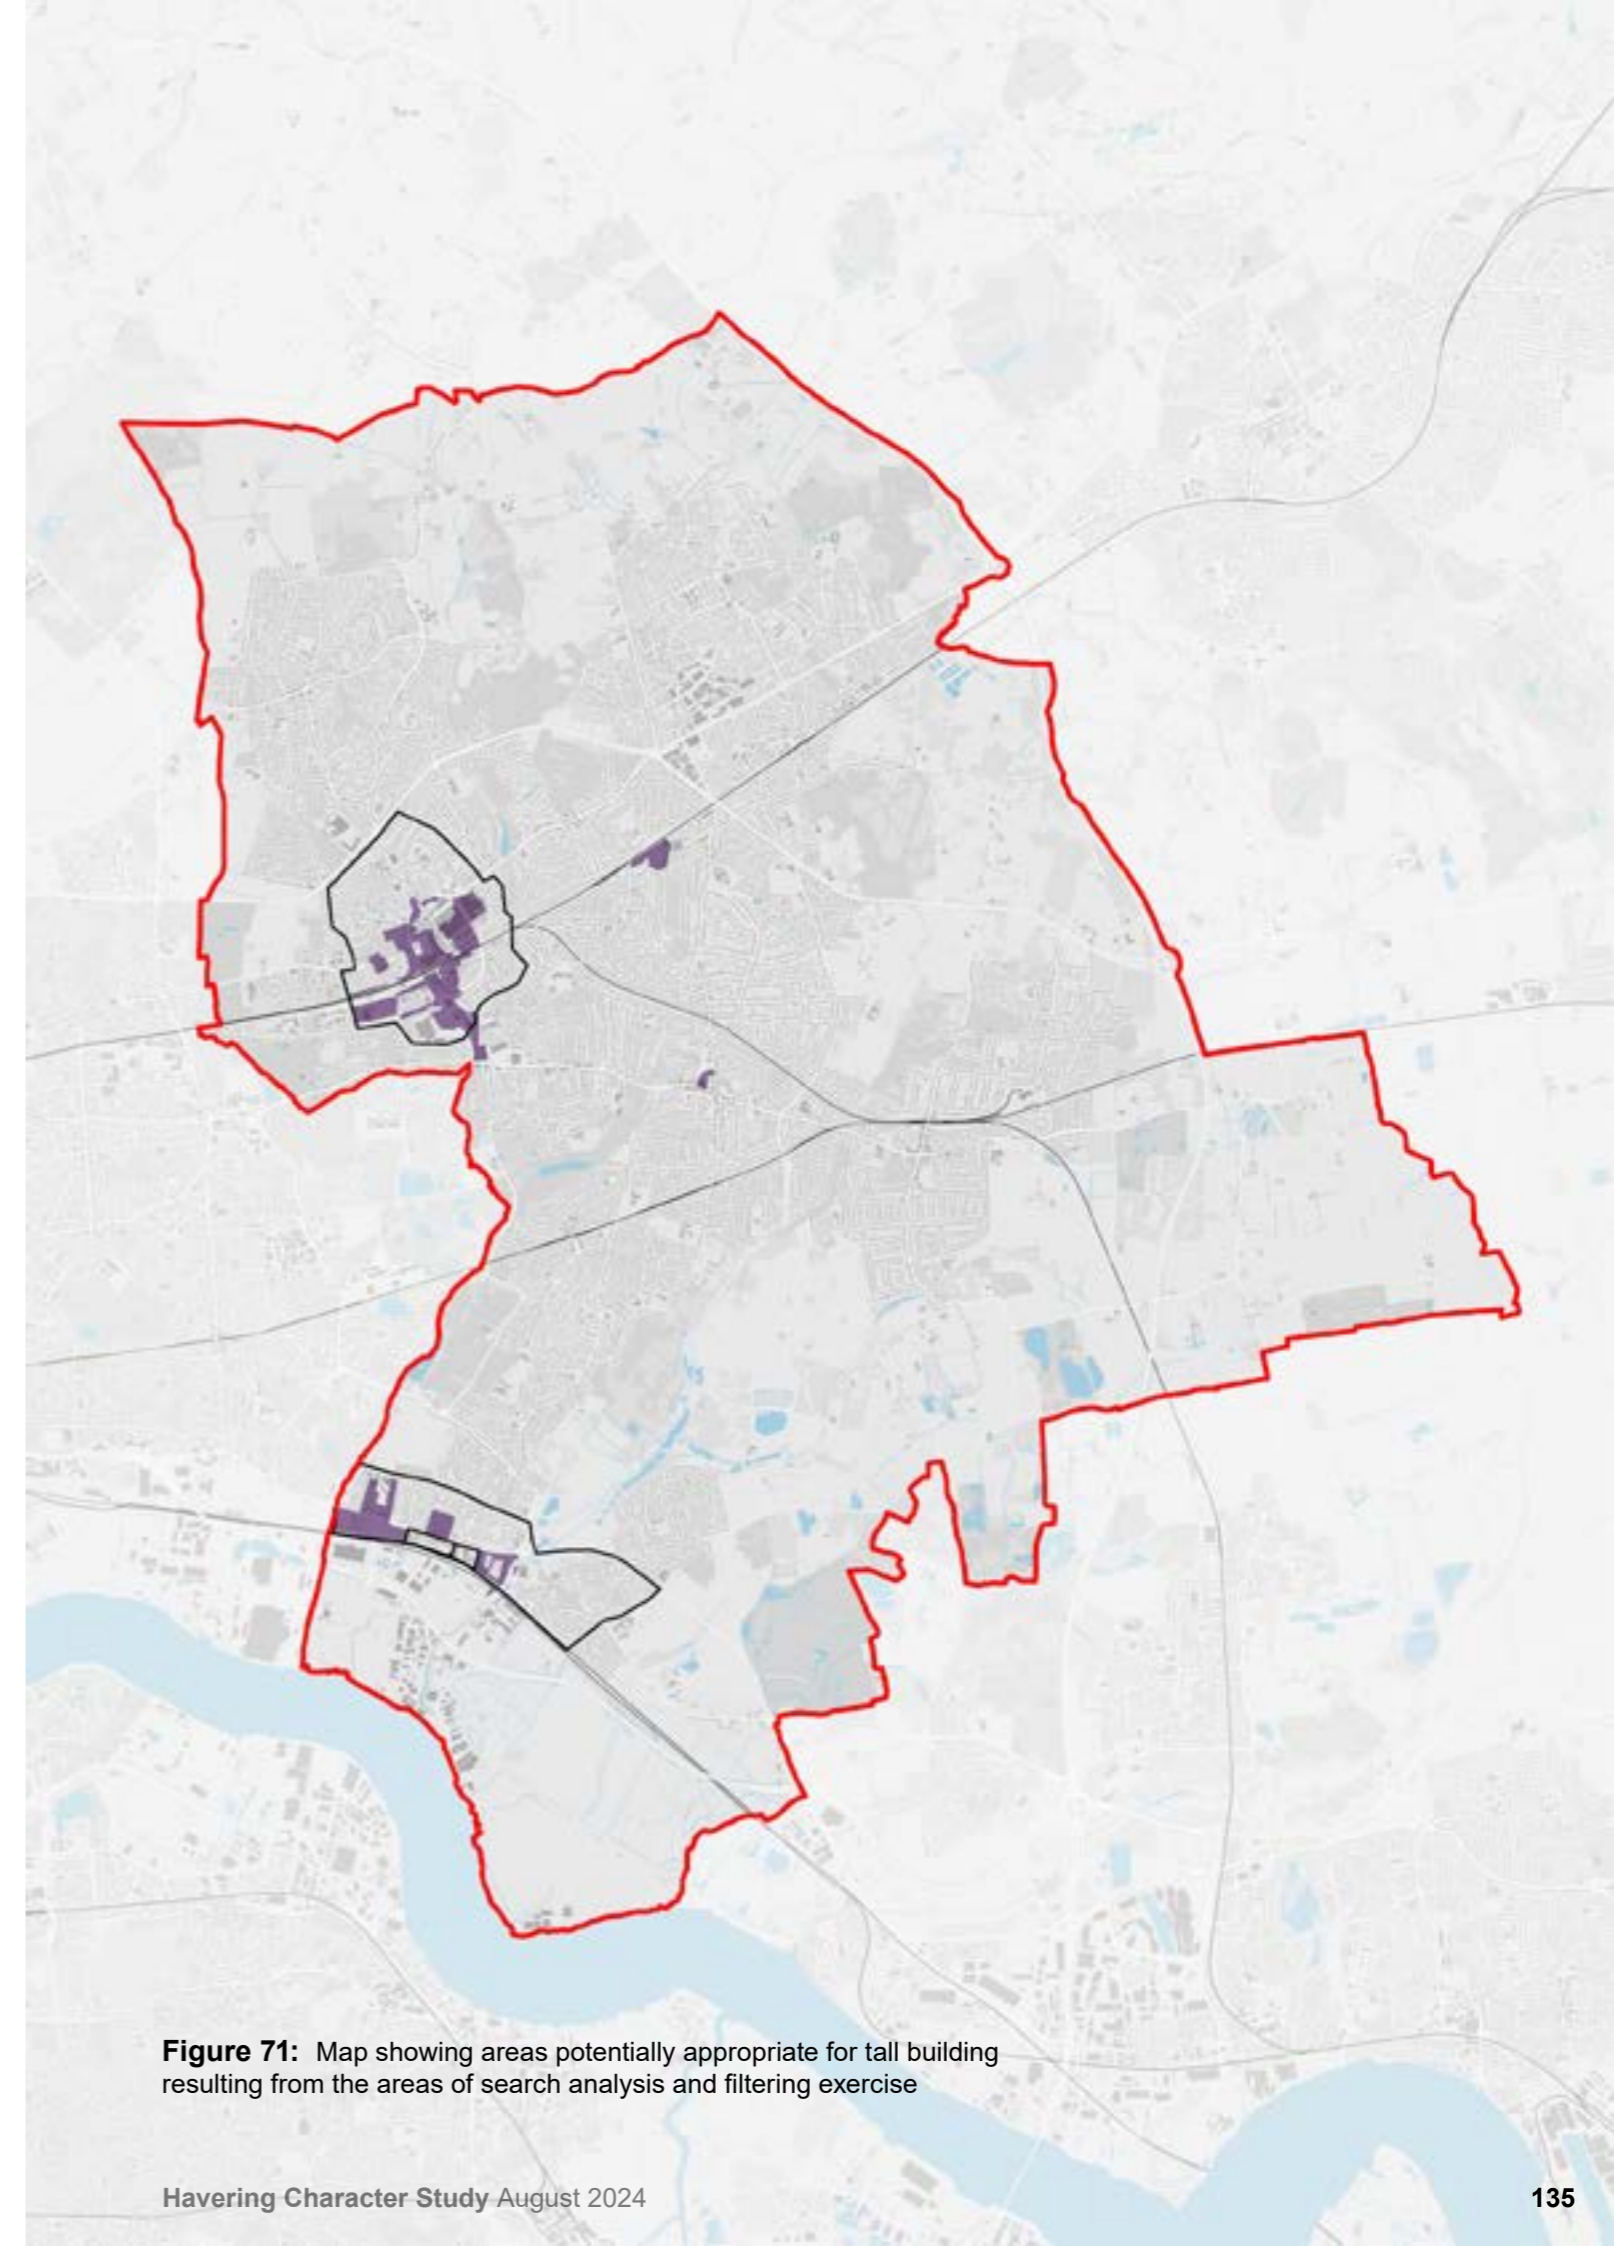 Figure 71: Map showing areas potentially appropriate for tall building
resulting from the areas of search analysis and filtering exercise
Havering Character Study August 2024
135